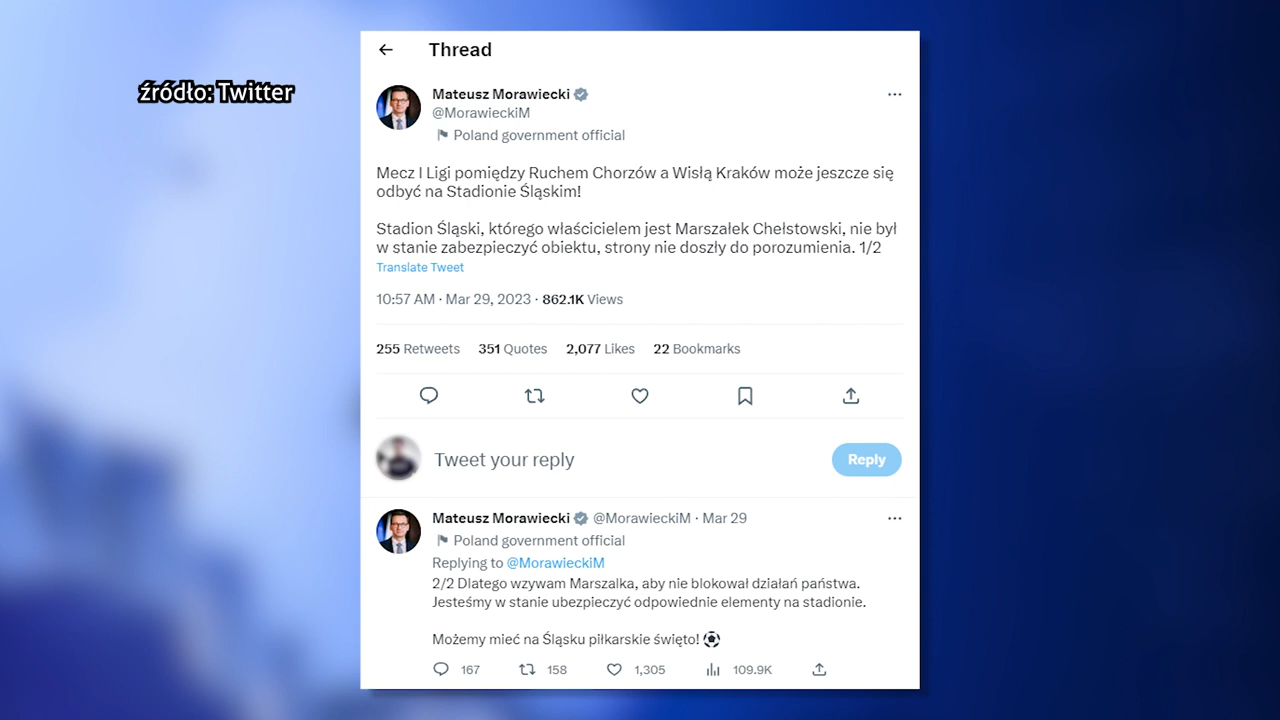 źródło: Twitter
Thread
Mateusz Morawiecki
@MorawieckiM
Poland government official
Mecz I Ligi pomiędzy Ruchem Chorzów a Wisłą Kraków może jeszcze się
odbyć na Stadionie Śląskim!
Stadion Śląski, którego właścicielem jest Marszałek Chełstowski, nie był
w stanie zabezpieczyć obiektu, strony nie doszły do porozumienia. 1/2
Translate Tweet
10:57 AM · Mar 29, 2023 · 862.1K Views
255 Retweets 351 Quotes 2,077 Likes 22 Bookmarks
Tweet your reply
Reply
Mateusz Morawiecki @MorawieckiM · Mar 29
Poland government official
Replying to @MorawieckiM
2/2 Dlatego wzywam Marszalka, aby nie blokował działań państwa.
Jesteśmy w stanie ubezpieczyć odpowiednie elementy na stadionie.
Możemy mieć na Śląsku piłkarskie święto! ⚽
167 158 1,305 109.9K